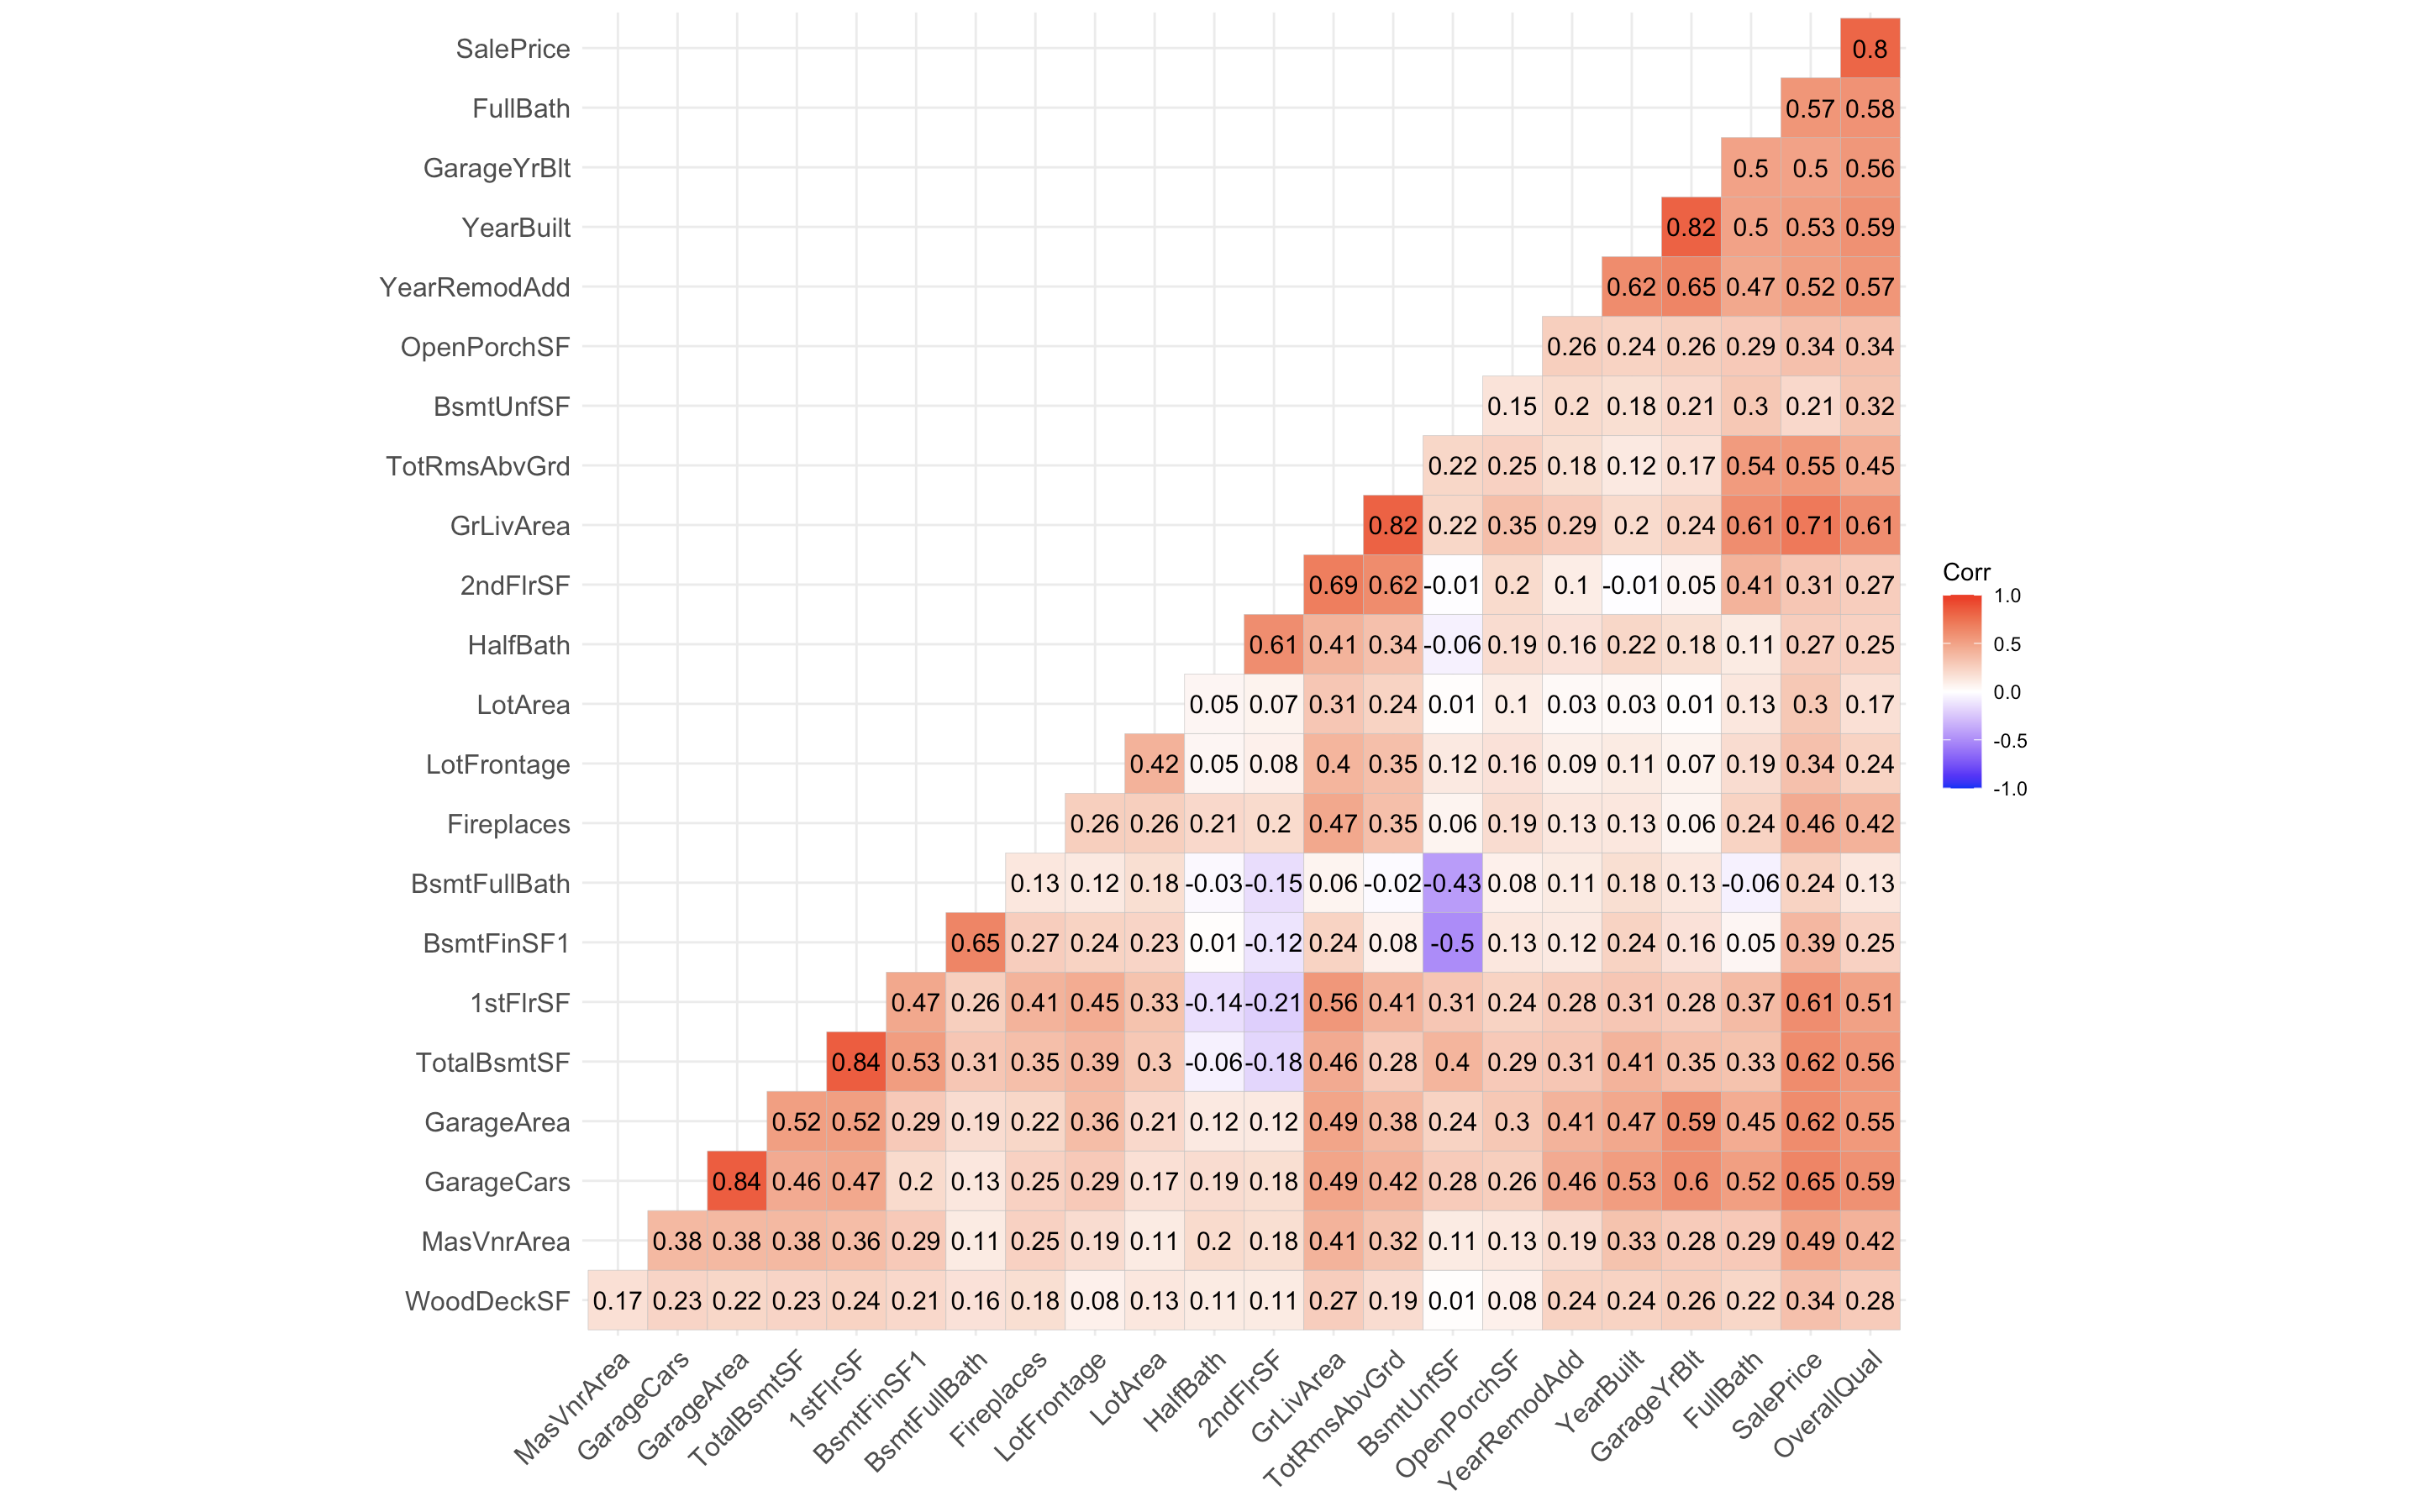 SalePrice 0.8
FullBath 0.57 0.58
GarageYrBlt 0.5 0.5 0.56
YearBuilt 0.82 0.5 0.53 0.59
YearRemodAdd 0.62 0.65 0.47 0.52 0.57
OpenPorchSF 0.26 0.24 0.26 0.29 0.34 0.34
BsmtUnfSF 0.15 0.2 0.18 0.21 0.3 0.21 0.32
TotRmsAbvGrd 0.22 0.25 0.18 0.12 0.17 0.54 0.55 0.45
GrLivArea 0.82 0.22 0.35 0.29 0.2 0.24 0.61 0.71 0.61
2ndFlrSF 0.69 0.62 -0.01 0.2 0.1 -0.01 0.05 0.41 0.31 0.27
HalfBath 0.61 0.41 0.34 -0.06 0.19 0.16 0.22 0.18 0.11 0.27 0.25
LotArea 0.05 0.07 0.31 0.24 0.01 0.1 0.03 0.03 0.01 0.13 0.3 0.17
LotFrontage 0.42 0.05 0.08 0.4 0.35 0.12 0.16 0.09 0.11 0.07 0.19 0.34 0.24
Fireplaces 0.26 0.26 0.21 0.2 0.47 0.35 0.06 0.19 0.13 0.13 0.06 0.24 0.46 0.42
BsmtFullBath 0.13 0.12 0.18 -0.03 -0.15 0.06 -0.02 -0.43 0.08 0.11 0.18 0.13 -0.06 0.24 0.13
BsmtFinSF1 0.65 0.27 0.24 0.23 0.01 -0.12 0.24 0.08 -0.5 0.13 0.12 0.24 0.16 0.05 0.39 0.25
1stFlrSF 0.47 0.26 0.41 0.45 0.33 -0.14 -0.21 0.56 0.41 0.31 0.24 0.28 0.31 0.28 0.37 0.61 0.51
TotalBsmtSF 0.84 0.53 0.31 0.35 0.39 0.3 -0.06 -0.18 0.46 0.28 0.4 0.29 0.31 0.41 0.35 0.33 0.62 0.56
GarageArea 0.52 0.52 0.29 0.19 0.22 0.36 0.21 0.12 0.12 0.49 0.38 0.24 0.3 0.41 0.47 0.59 0.45 0.62 0.55
GarageCars 0.84 0.46 0.47 0.2 0.13 0.25 0.29 0.17 0.19 0.18 0.49 0.42 0.28 0.26 0.46 0.53 0.6 0.52 0.65 0.59
MasVnrArea 0.38 0.38 0.38 0.36 0.29 0.11 0.25 0.19 0.11 0.2 0.18 0.41 0.32 0.11 0.13 0.19 0.33 0.28 0.29 0.49 0.42
WoodDeckSF 0.17 0.23 0.22 0.23 0.24 0.21 0.16 0.18 0.08 0.13 0.11 0.11 0.27 0.19 0.01 0.08 0.24 0.24 0.26 0.22 0.34 0.28
MasVnrArea
GarageCars
GarageArea
TotalBsmtSF
1stFlrSF
BsmtFinSF1
BsmtFullBath
Fireplaces
LotFrontage
LotArea
HalfBath
2ndFlrSF
GrLivArea
TotRmsAbvGrd
BsmtUnfSF
OpenPorchSF
YearRemodAdd
YearBuilt
GarageYrBlt
FullBath
SalePrice
OverallQual
Corr
1.0
0.5
0.0
-0.5
-1.0